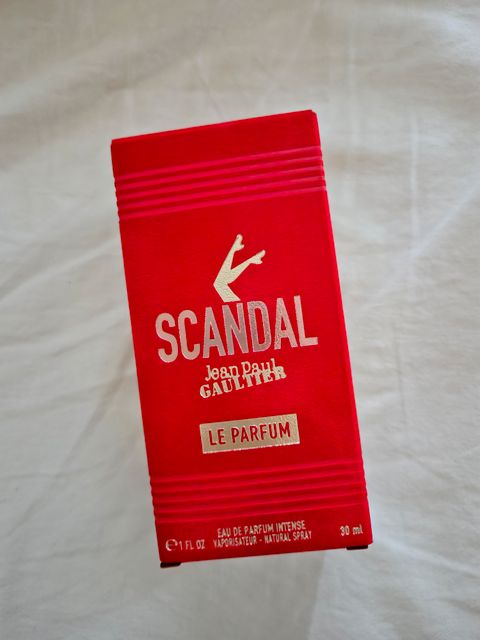 SCANDAL
Jean Paul
GAULTIER
LE PARFUM
EAU DE PARFUM INTENSE
℮1 FL OZ VAPORISATEUR - NATURAL SPRAY 30 ml